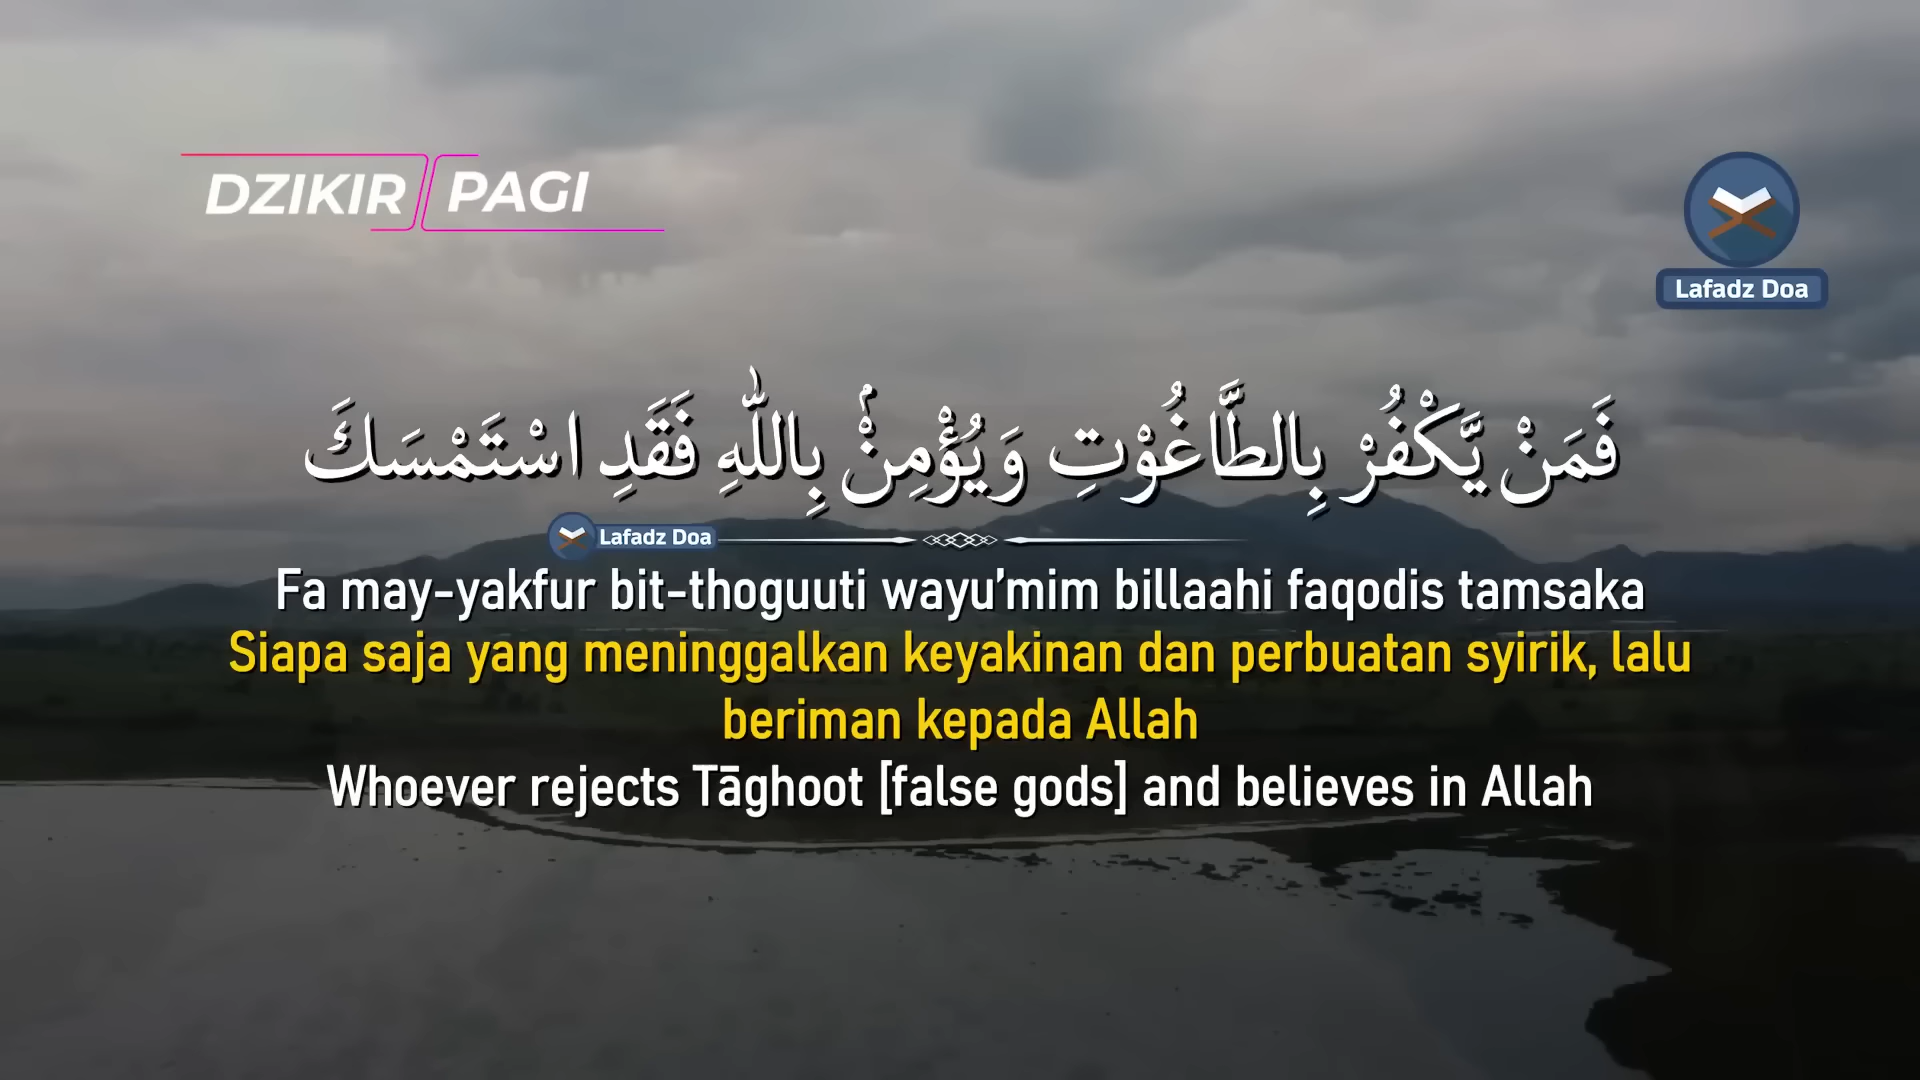 DZIKIR PAGI
Lafadz Doa
فَمَنْ يَّكْفُرْ بِالطَّاغُوْتِ وَيُؤْمِنْۢ بِاللّٰهِ فَقَدِ اسْتَمْسَكَ
Lafadz Doa
Fa may-yakfur bit-thoguuti wayu’mim billaahi faqodis tamsaka
Siapa saja yang meninggalkan keyakinan dan perbuatan syirik, lalu
beriman kepada Allah
Whoever rejects Tāghoot [false gods] and believes in Allah